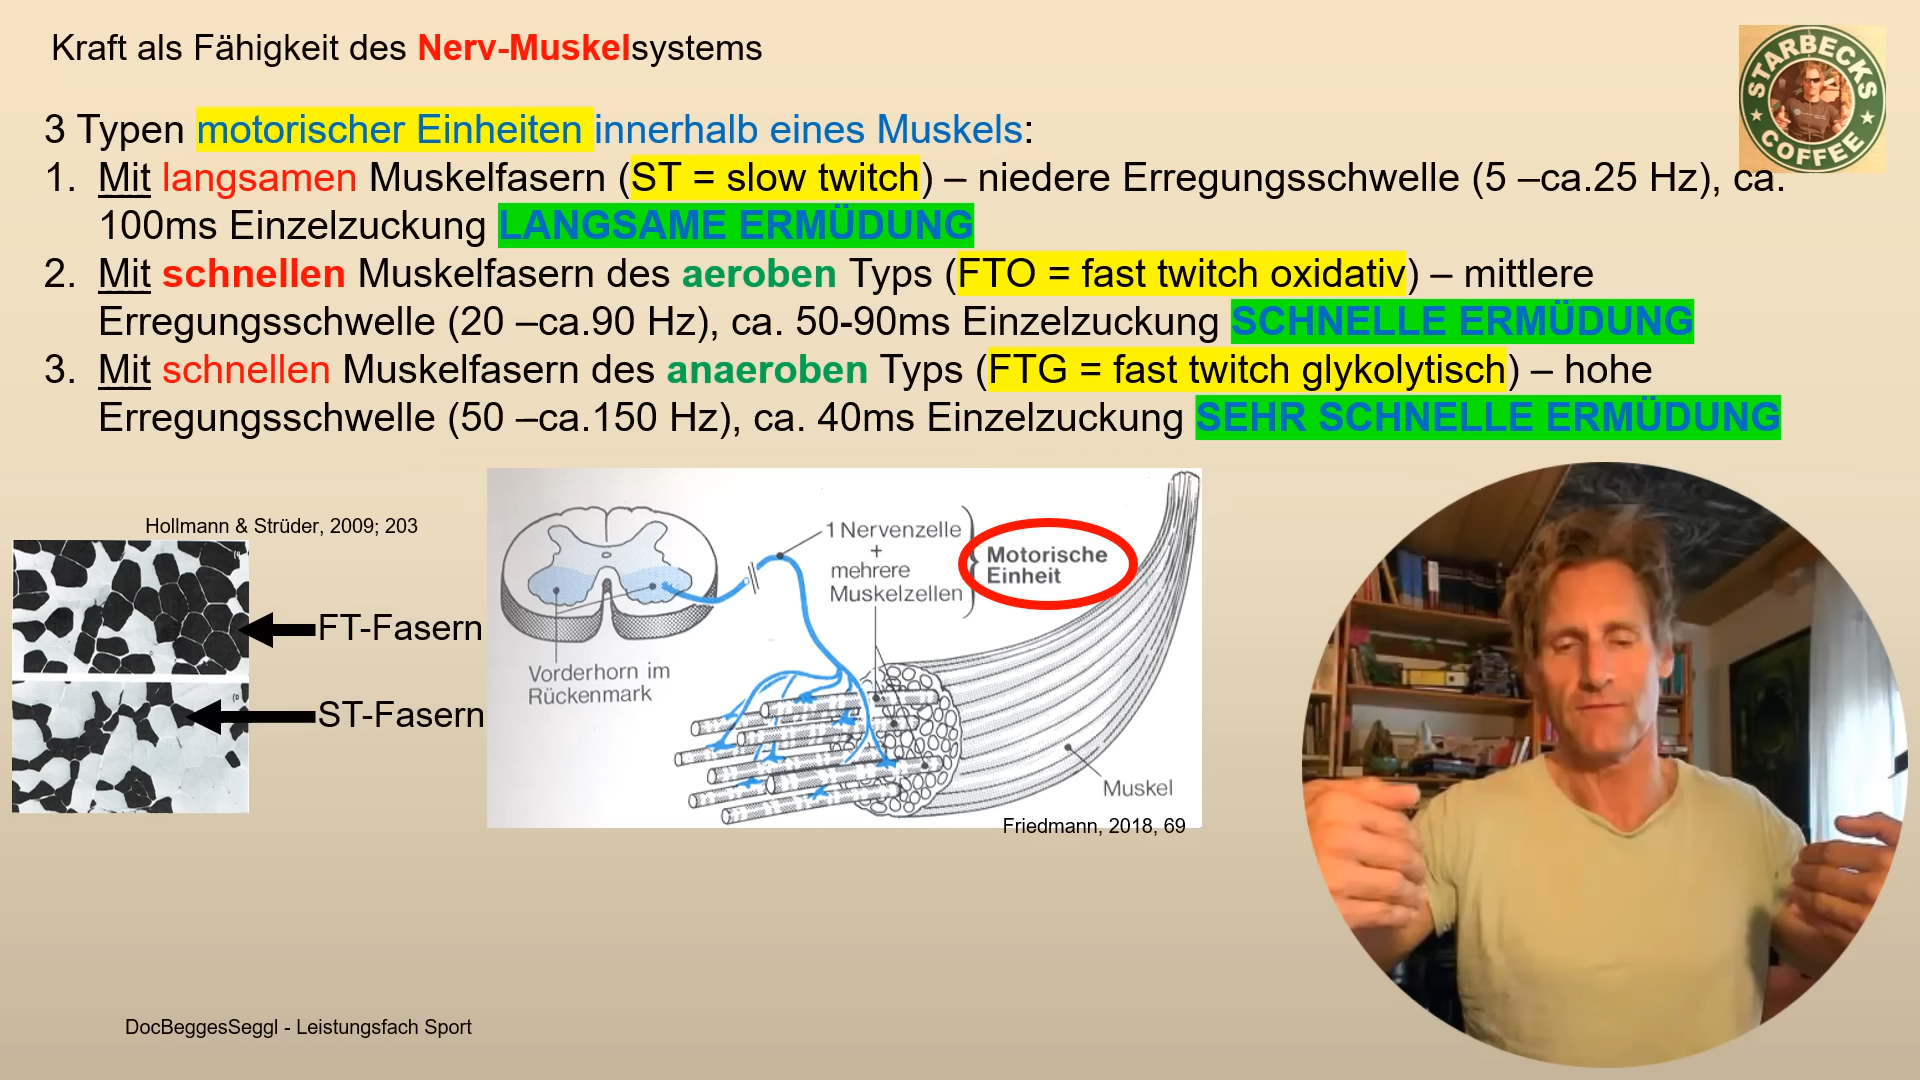 Kraft als Fähigkeit des Nerv-Muskelsystems
STARBECKS
COFFEE
3 Typen motorischer Einheiten innerhalb eines Muskels:
1. Mit langsamen Muskelfasern (ST = slow twitch) – niedere Erregungsschwelle (5 –ca.25 Hz), ca.
100ms Einzelzuckung LANGSAME ERMÜDUNG
2. Mit schnellen Muskelfasern des aeroben Typs (FTO = fast twitch oxidativ) – mittlere
Erregungsschwelle (20 –ca.90 Hz), ca. 50-90ms Einzelzuckung SCHNELLE ERMÜDUNG
3. Mit schnellen Muskelfasern des anaeroben Typs (FTG = fast twitch glykolytisch) – hohe
Erregungsschwelle (50 –ca.150 Hz), ca. 40ms Einzelzuckung SEHR SCHNELLE ERMÜDUNG
Hollmann & Strüder, 2009; 203
FT-Fasern
ST-Fasern
1 Nervenzelle
+
mehrere
Muskelzellen
Motorische
Einheit
Vorderhorn im
Rückenmark
Muskel
Friedmann, 2018, 69
DocBeggesSeggl - Leistungsfach Sport